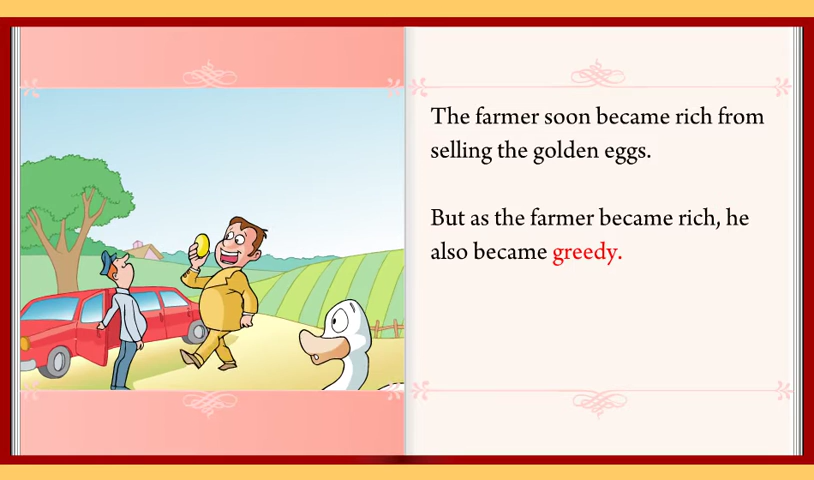 The farmer soon became rich from
selling the golden eggs.
But as the farmer became rich, he
also became greedy.